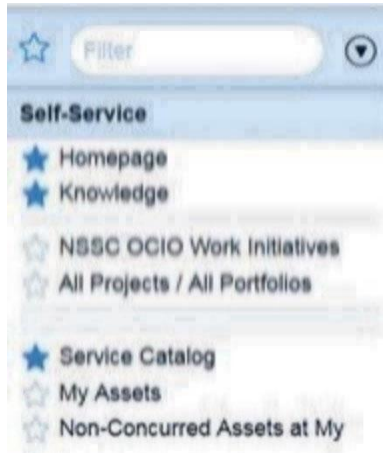 Filter
Self-Service
Homepage
Knowledge
NSSC OCIO Work Initiatives
All Projects / All Portfolios
Service Catalog
My Assets
Non-Concurred Assets at My